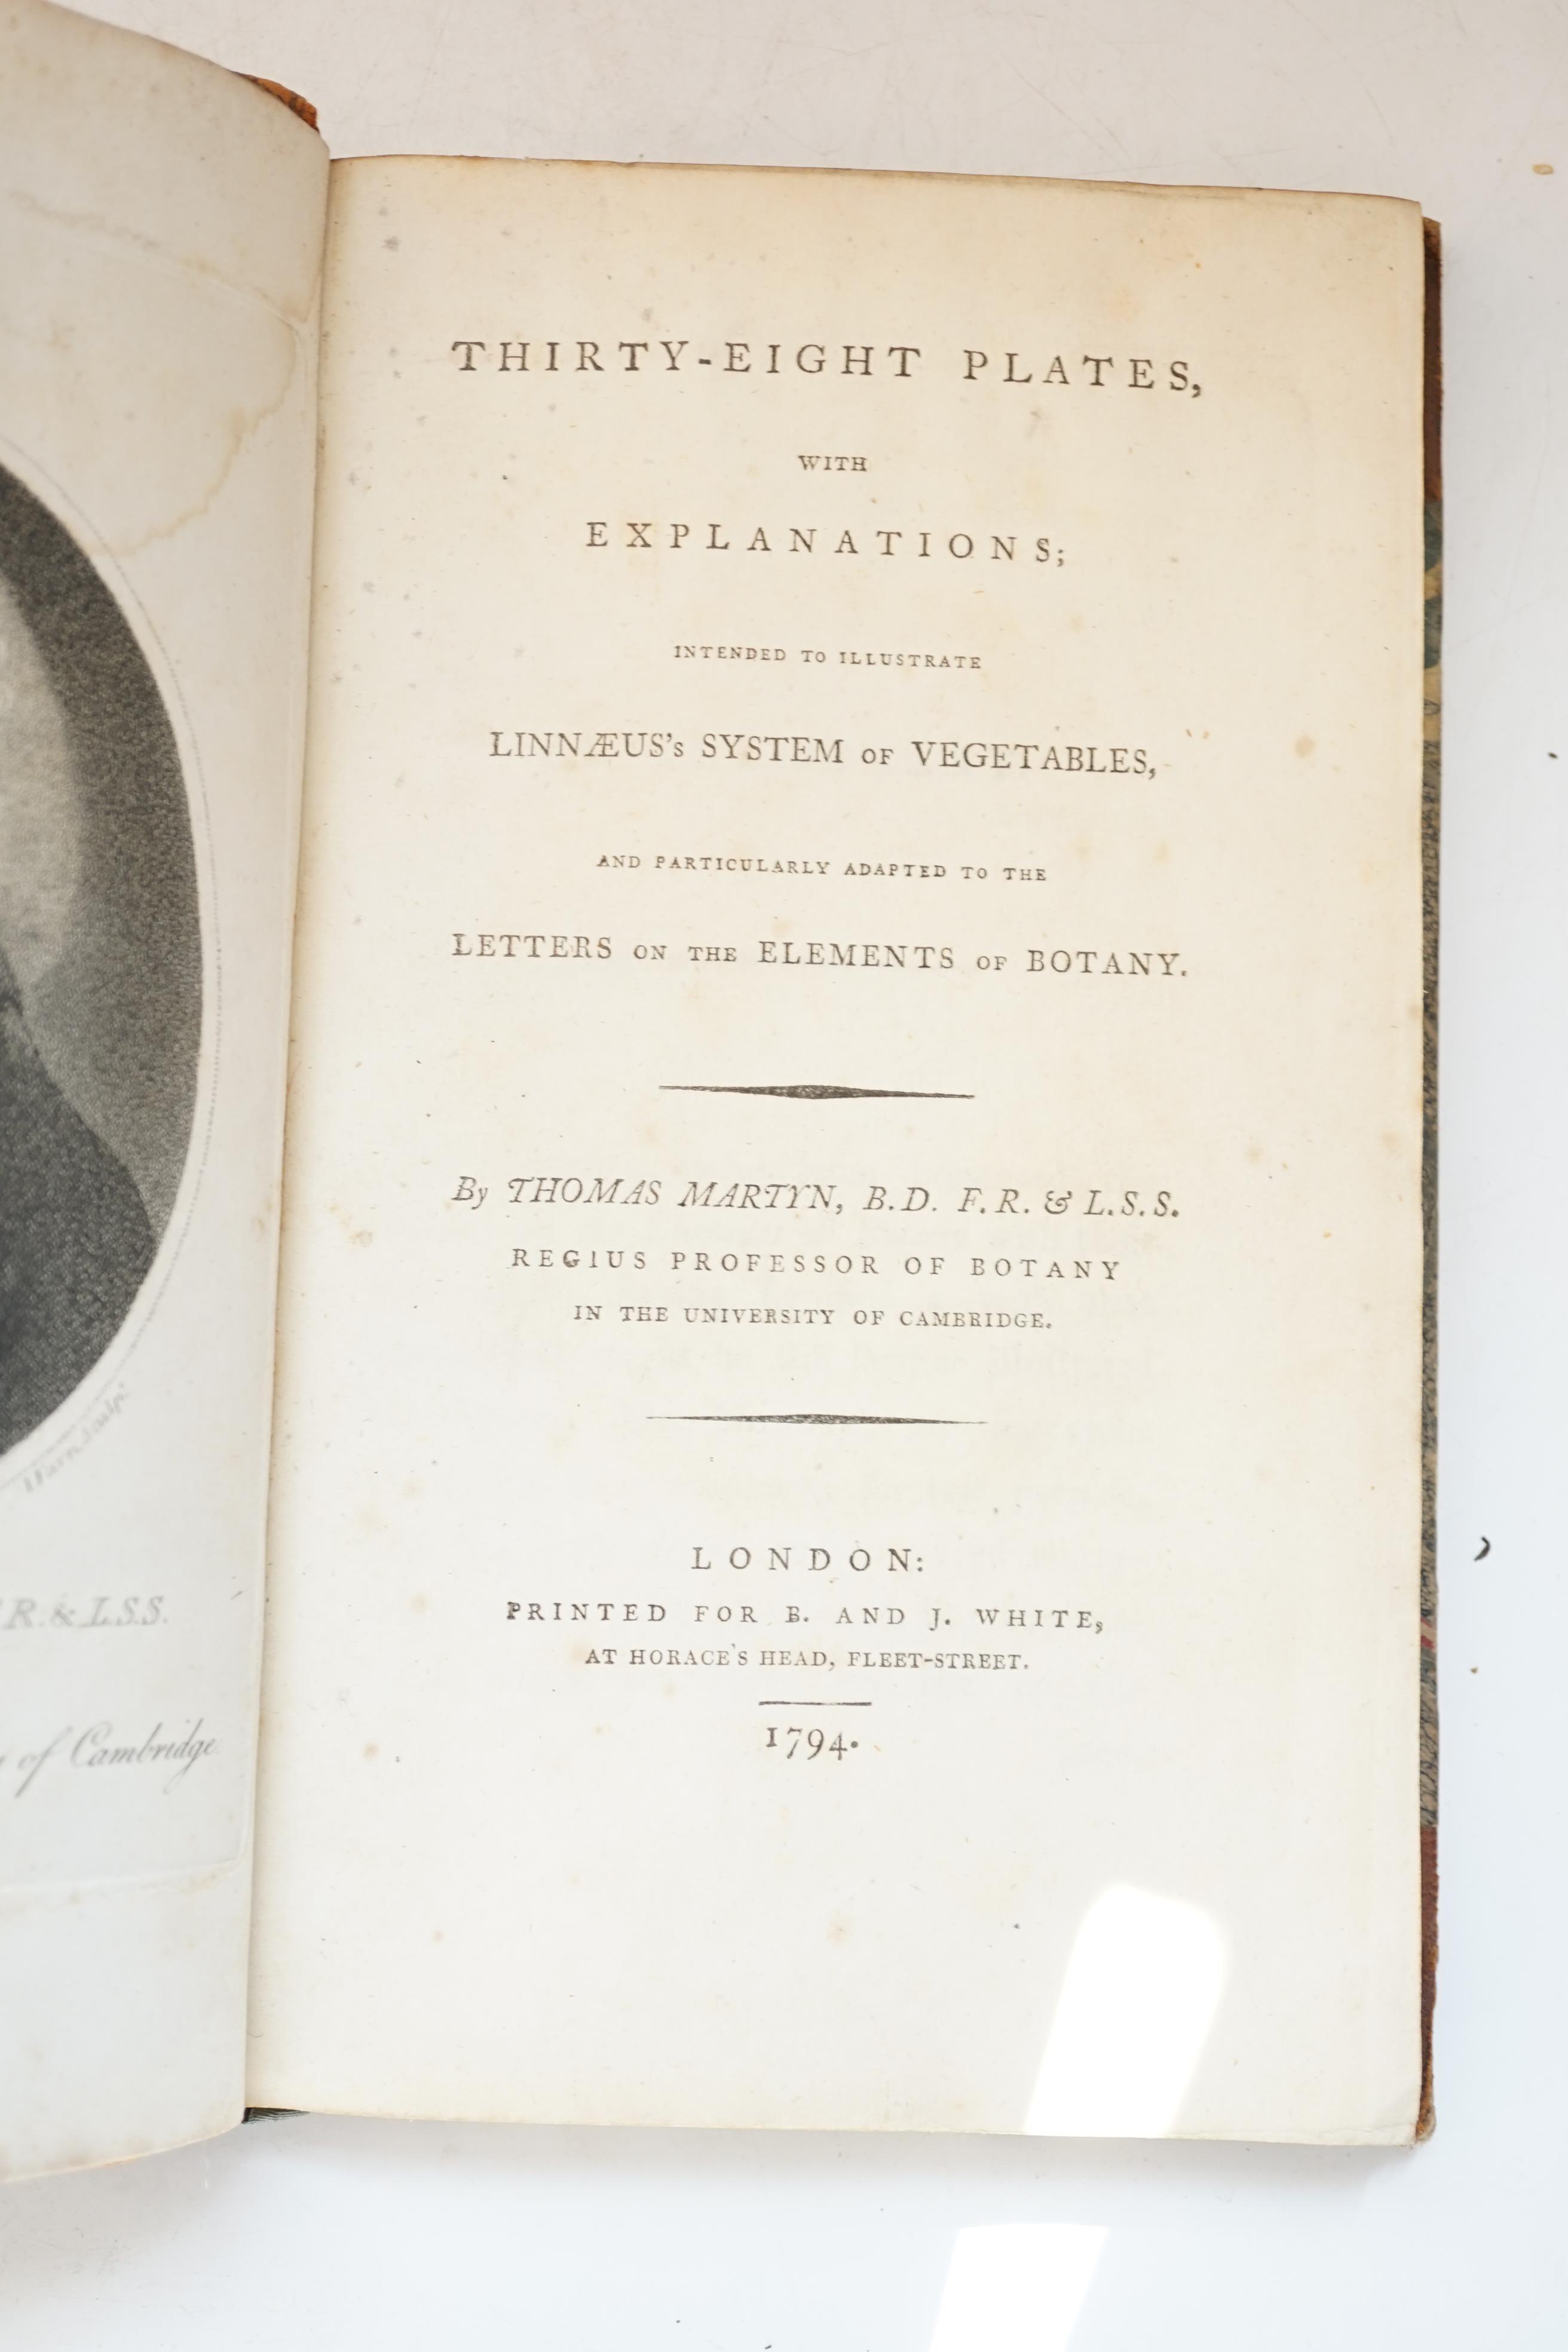 R. & L.S.S.
of Cambridge
THIRTY-EIGHT PLATES,
WITH
EXPLANATIONS;
INTENDED TO ILLUSTRATE
LINNÆUS's SYSTEM OF VEGETABLES,
AND PARTICULARLY ADAPTED TO THE
LETTERS ON THE ELEMENTS OF BOTANY.
By THOMAS MARTYN, B.D. F.R. & L.S.S.
REGIUS PROFESSOR OF BOTANY
IN THE UNIVERSITY OF CAMBRIDGE.
LONDON:
PRINTED FOR B. AND J. WHITE,
AT HORACE'S HEAD, FLEET-STREET.
1794.